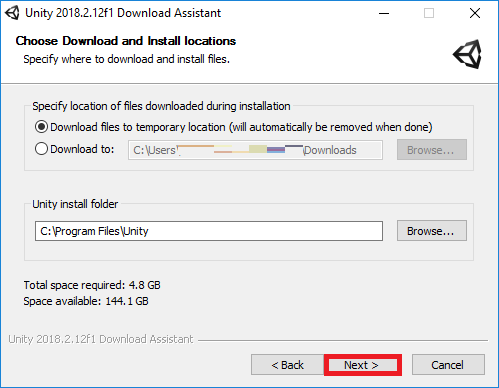 Unity 2018.2.12f1 Download Assistant
Choose Download and Install locations
Specify where to download and install files.
Specify location of files downloaded during installation
Download files to temporary location (will automatically be removed when done)
Download to: C:\Users\ \Downloads Browse...
Unity install folder
C:\Program Files\Unity Browse...
Total space required: 4.8 GB
Space available: 144.1 GB
Unity 2018.2.12f1 Download Assistant
< Back Next > Cancel